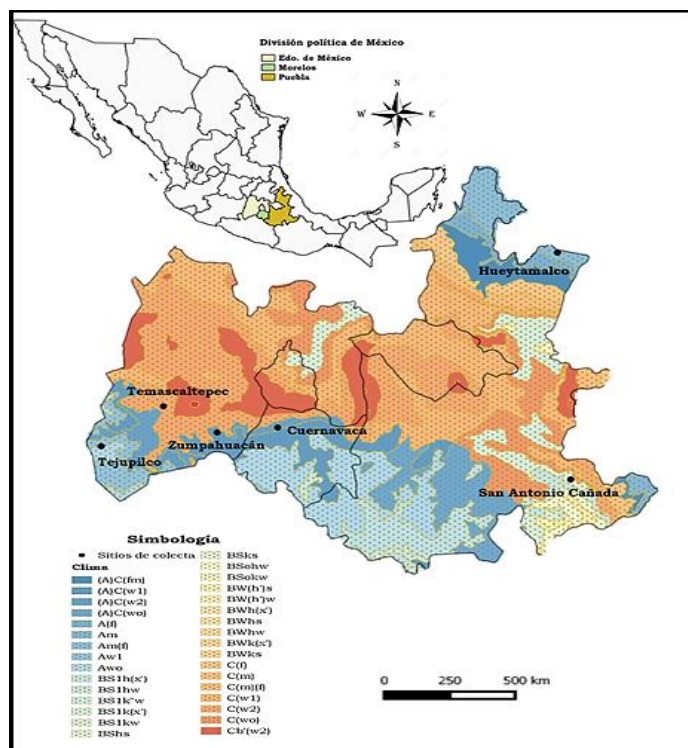 División política de México
Edo. de México
Morelos
Puebla
N
W E
S
Hueytamalco
Temascaltepec
Cuernavaca
Zumpahuacán
Tejupilco
San Antonio Cañada
Simbología
Sitios de colecta
Clima
(A)C(fm)
(A)C(w1)
(A)C(w2)
(A)C(wo)
A(f)
Am
Am(f)
Aw1
Awo
BS1h(x')
BS1hw
BS1k"w
BS1k(x')
BS1kw
BShs
BSks
BSohw
BSokw
BW(h')s
BW(h')w
BWh(x')
BWhs
BWhw
BWk(x')
BWks
C(f)
C(m)
C(m)(f)
C(w1)
C(w2)
C(wo)
Cb'(w2)
0 250 500 km